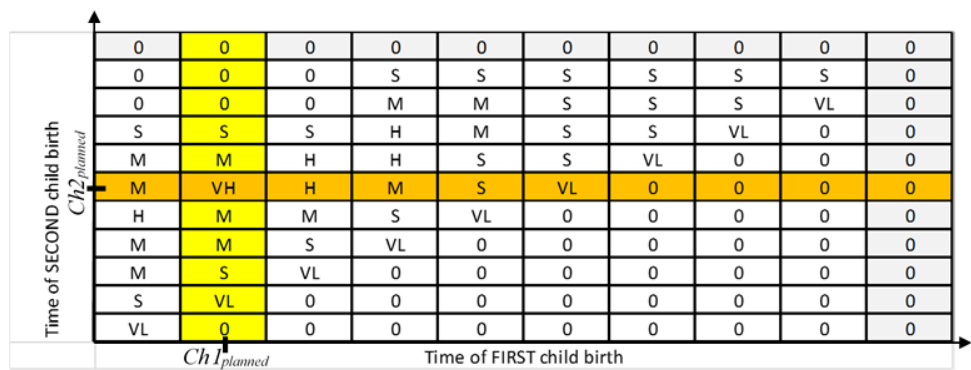 0 0 0 0 0 0 0 0 0 0
0 0 0 S S S S S S 0
0 0 0 M M S S S VL 0
S S S H M S S VL 0 0
M M H H S S VL 0 0 0
M VH H M S VL 0 0 0 0
H M M S VL 0 0 0 0 0
M M S VL 0 0 0 0 0 0
M S VL 0 0 0 0 0 0 0
S VL 0 0 0 0 0 0 0 0
VL 0 0 0 0 0 0 0 0 0
Time of SECOND child birth
Ch2planned
Ch1planned
Time of FIRST child birth